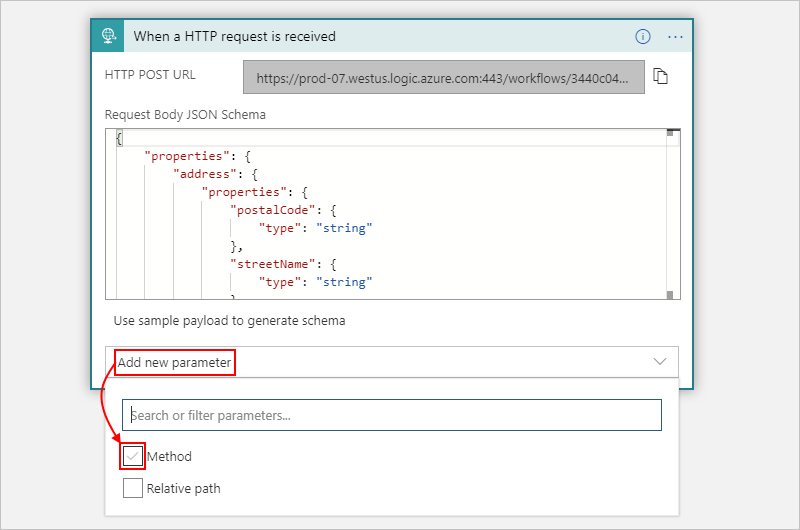 When a HTTP request is received
HTTP POST URL
https://prod-07.westus.logic.azure.com:443/workflows/3440c04...
Request Body JSON Schema
{
"properties": {
"address": {
"properties": {
"postalCode": {
"type": "string"
},
"streetName": {
"type": "string"
}
Use sample payload to generate schema
Add new parameter
Search or filter parameters...
Method
Relative path